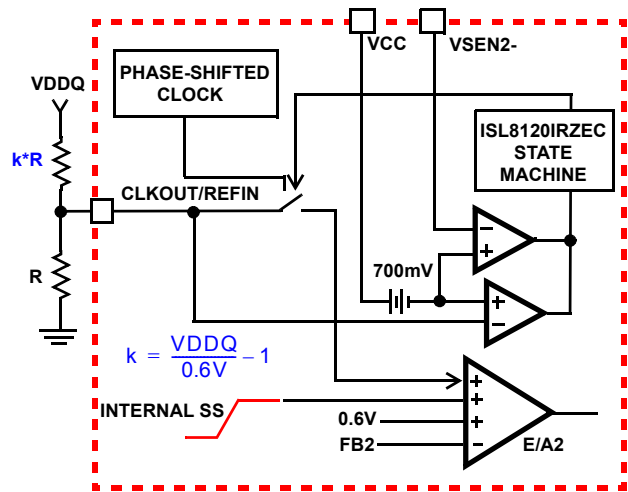 VCC
VSEN2-
PHASE-SHIFTED
CLOCK
VDDQ
k*R
ISL8120IRZEC
STATE
MACHINE
CLKOUT/REFIN
−
+
R
700mV
+
−
k = VDDQ/0.6V − 1
INTERNAL SS
+
+
0.6V
+
FB2
−
E/A2